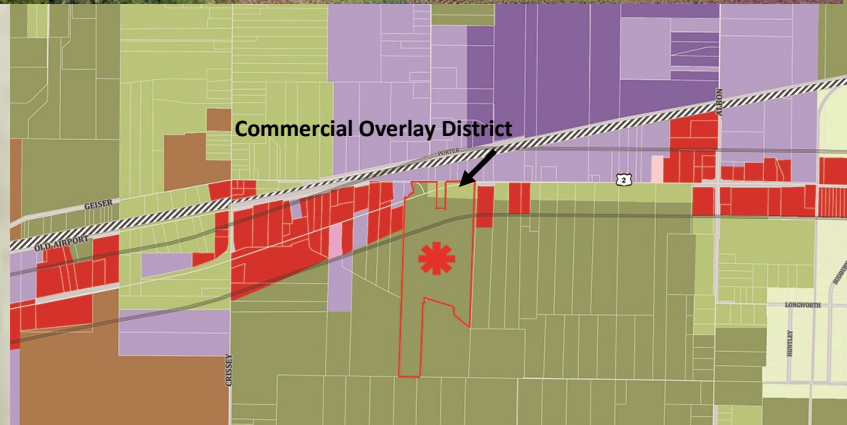 Commercial Overlay District
ALBON
PORTER
2
GEISER
OLD AIRPORT
LONGWORTH
HUNTLEY
CRISSEY